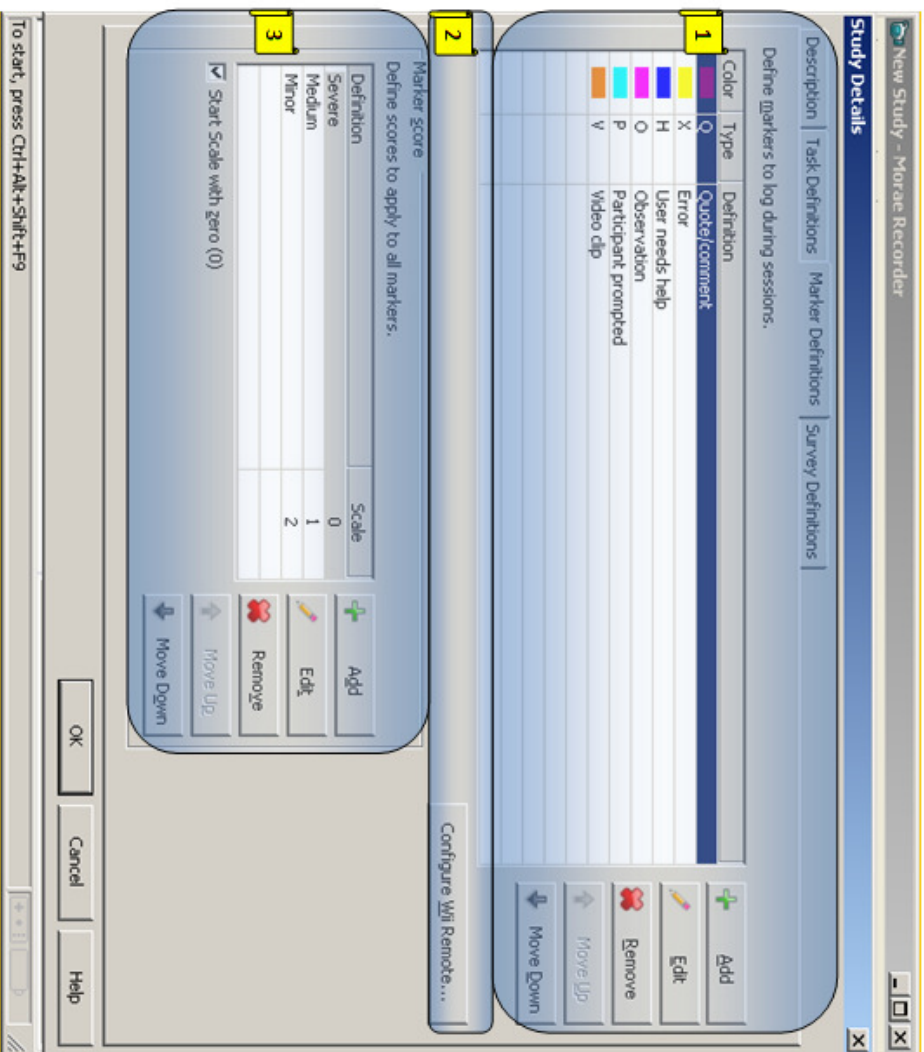 New Study - Morae Recorder
Study Details
Description Task Definitions Marker Definitions Survey Definitions
Define markers to log during sessions.
Color Type Definition
Q Quote/comment
X Error
H User needs help
O Observation
P Participant prompted
V Video clip
Add
Edit
Remove
Move Up
Move Down
1
2
Configure Wii Remote...
Marker score
Define scores to apply to all markers.
3
Definition Scale
Severe 0
Medium 1
Minor 2
Add
Edit
Remove
Move Up
Move Down
Start Scale with zero (0)
OK Cancel Help
To start, press Ctrl+Alt+Shift+F9